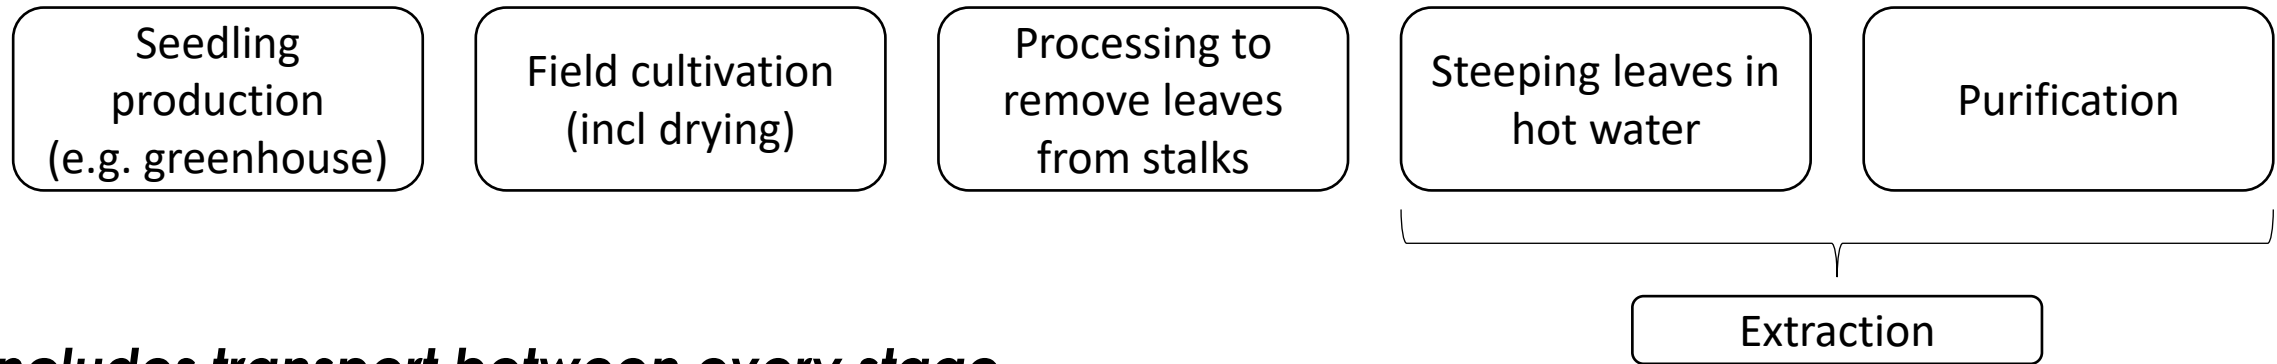 Seedling
production
(e.g. greenhouse)
Field cultivation
(incl drying)
Processing to
remove leaves
from stalks
Steeping leaves in
hot water
Purification
Extraction
ncludes transport between every stage